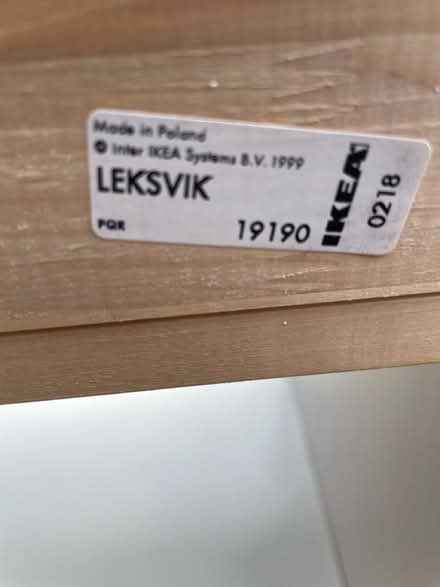 Made in Poland
© Inter IKEA Systems B.V. 1999
LEKSVIK
PQR 19190
IKEA
0218